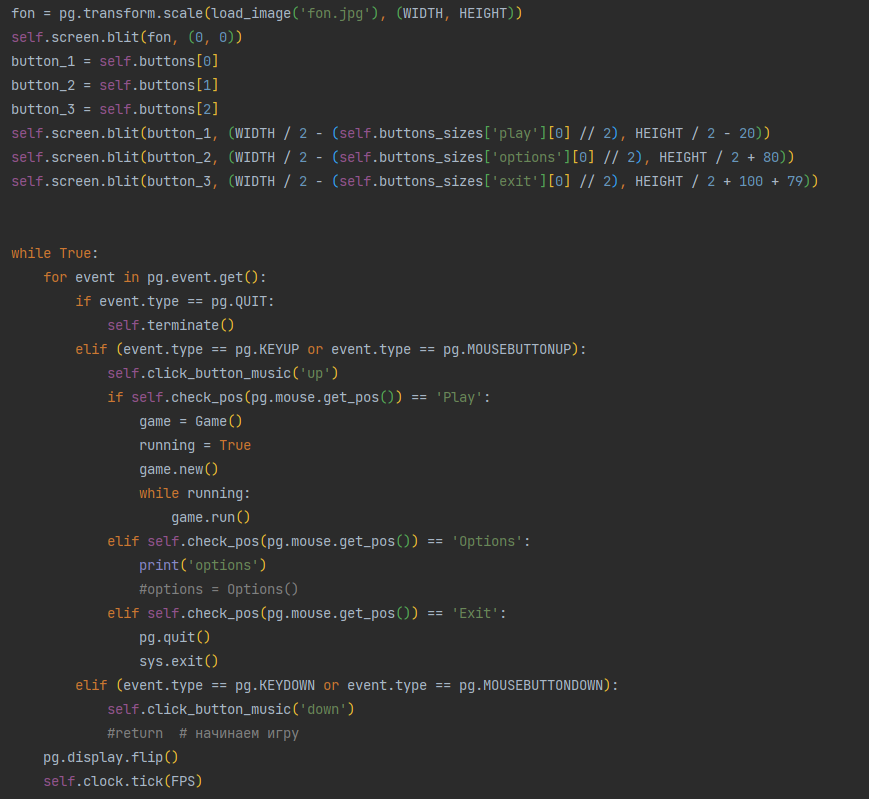 fon = pg.transform.scale(load_image('fon.jpg'), (WIDTH, HEIGHT))
self.screen.blit(fon, (0, 0))
button_1 = self.buttons[0]
button_2 = self.buttons[1]
button_3 = self.buttons[2]
self.screen.blit(button_1, (WIDTH / 2 - (self.buttons_sizes['play'][0] // 2), HEIGHT / 2 - 20))
self.screen.blit(button_2, (WIDTH / 2 - (self.buttons_sizes['options'][0] // 2), HEIGHT / 2 + 80))
self.screen.blit(button_3, (WIDTH / 2 - (self.buttons_sizes['exit'][0] // 2), HEIGHT / 2 + 100 + 79))
while True:
    for event in pg.event.get():
        if event.type == pg.QUIT:
            self.terminate()
        elif (event.type == pg.KEYUP or event.type == pg.MOUSEBUTTONUP):
            self.click_button_music('up')
            if self.check_pos(pg.mouse.get_pos()) == 'Play':
                game = Game()
                running = True
                game.new()
                while running:
                    game.run()
            elif self.check_pos(pg.mouse.get_pos()) == 'Options':
                print('options')
                #options = Options()
            elif self.check_pos(pg.mouse.get_pos()) == 'Exit':
                pg.quit()
                sys.exit()
        elif (event.type == pg.KEYDOWN or event.type == pg.MOUSEBUTTONDOWN):
            self.click_button_music('down')
            #return  # начинаем игру
    pg.display.flip()
    self.clock.tick(FPS)